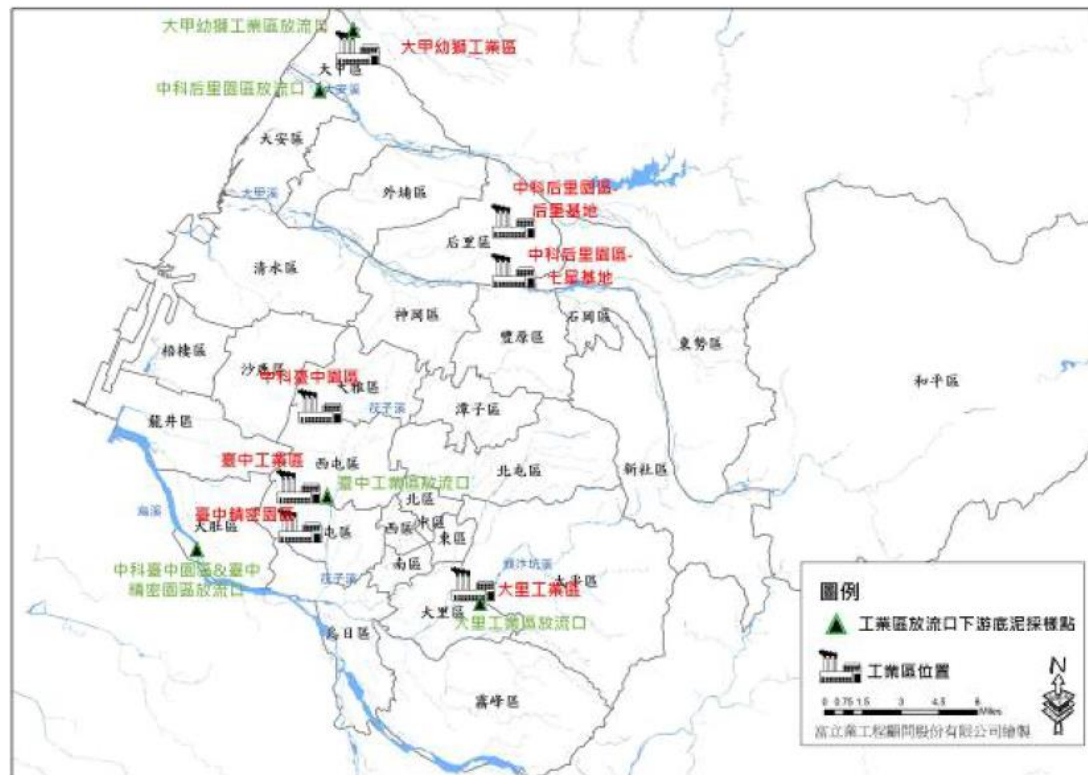 大甲幼獅工業區放流口
大甲幼獅工業區
大甲區
中科后里園區放流口
大安溪
大安區
外埔區
中科后里園區-
后里基地
大甲溪
后里區
中科后里園區-
七星基地
清水區
神岡區
豐原區
石岡區
東勢區
和平區
梧棲區
沙鹿區
中科臺中園區
大雅區
筏子溪
潭子區
龍井區
臺中工業區
西屯區
臺中工業區放流口
北屯區
新社區
北區
烏溪
大肚區
臺中精密園區
屯區
西區
中區
東區
南區
中科臺中園區&臺中
精密園區放流口
筏子溪
頭汴坑溪
太平區
大里工業區
大里區
大里工業區放流口
烏日區
霧峰區
圖例
工業區放流口下游底泥採樣點
工業區位置
N
0 0.75 1.5 3 4.5 6
Miles
富立業工程顧問股份有限公司繪製